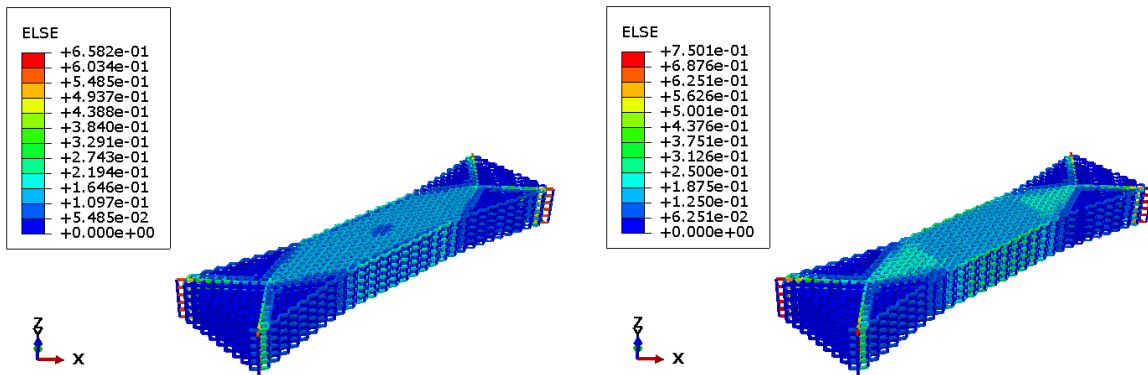 ELSE
+6.582e-01
+6.034e-01
+5.485e-01
+4.937e-01
+4.388e-01
+3.840e-01
+3.291e-01
+2.743e-01
+2.194e-01
+1.646e-01
+1.097e-01
+5.485e-02
+0.000e+00
Z
Y
X
ELSE
+7.501e-01
+6.876e-01
+6.251e-01
+5.626e-01
+5.001e-01
+4.376e-01
+3.751e-01
+3.126e-01
+2.500e-01
+1.875e-01
+1.250e-01
+6.251e-02
+0.000e+00
Z
Y
X